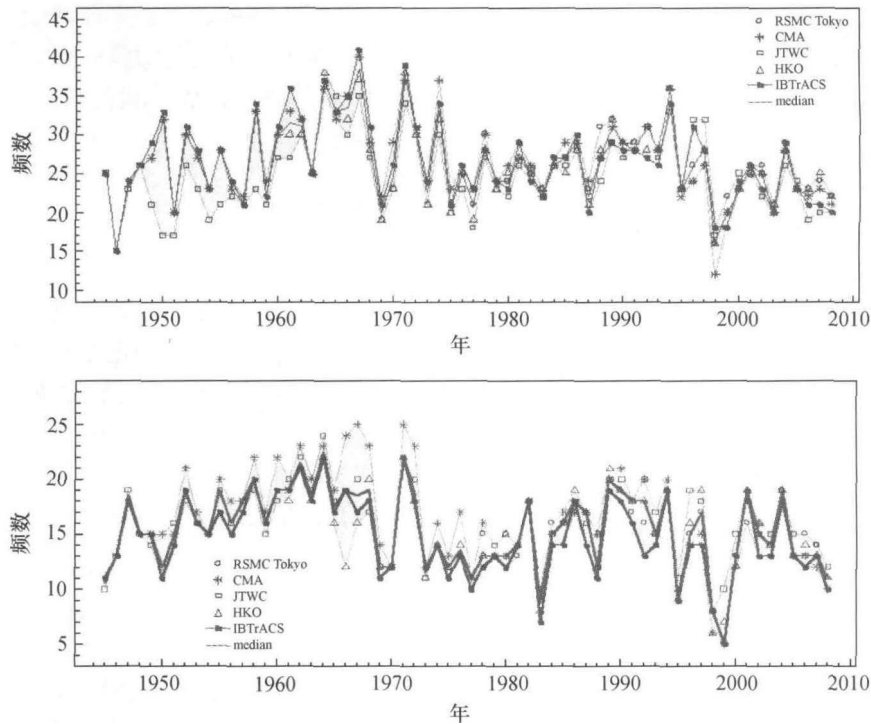 45
40
35
30
25
20
15
10
频数
RSMC Tokyo
CMA
JTWC
HKO
IBTrACS
median
1950
1960
1970
1980
1990
2000
2010
年
25
20
15
10
5
频数
RSMC Tokyo
CMA
JTWC
HKO
IBTrACS
median
1950
1960
1970
1980
1990
2000
2010
年